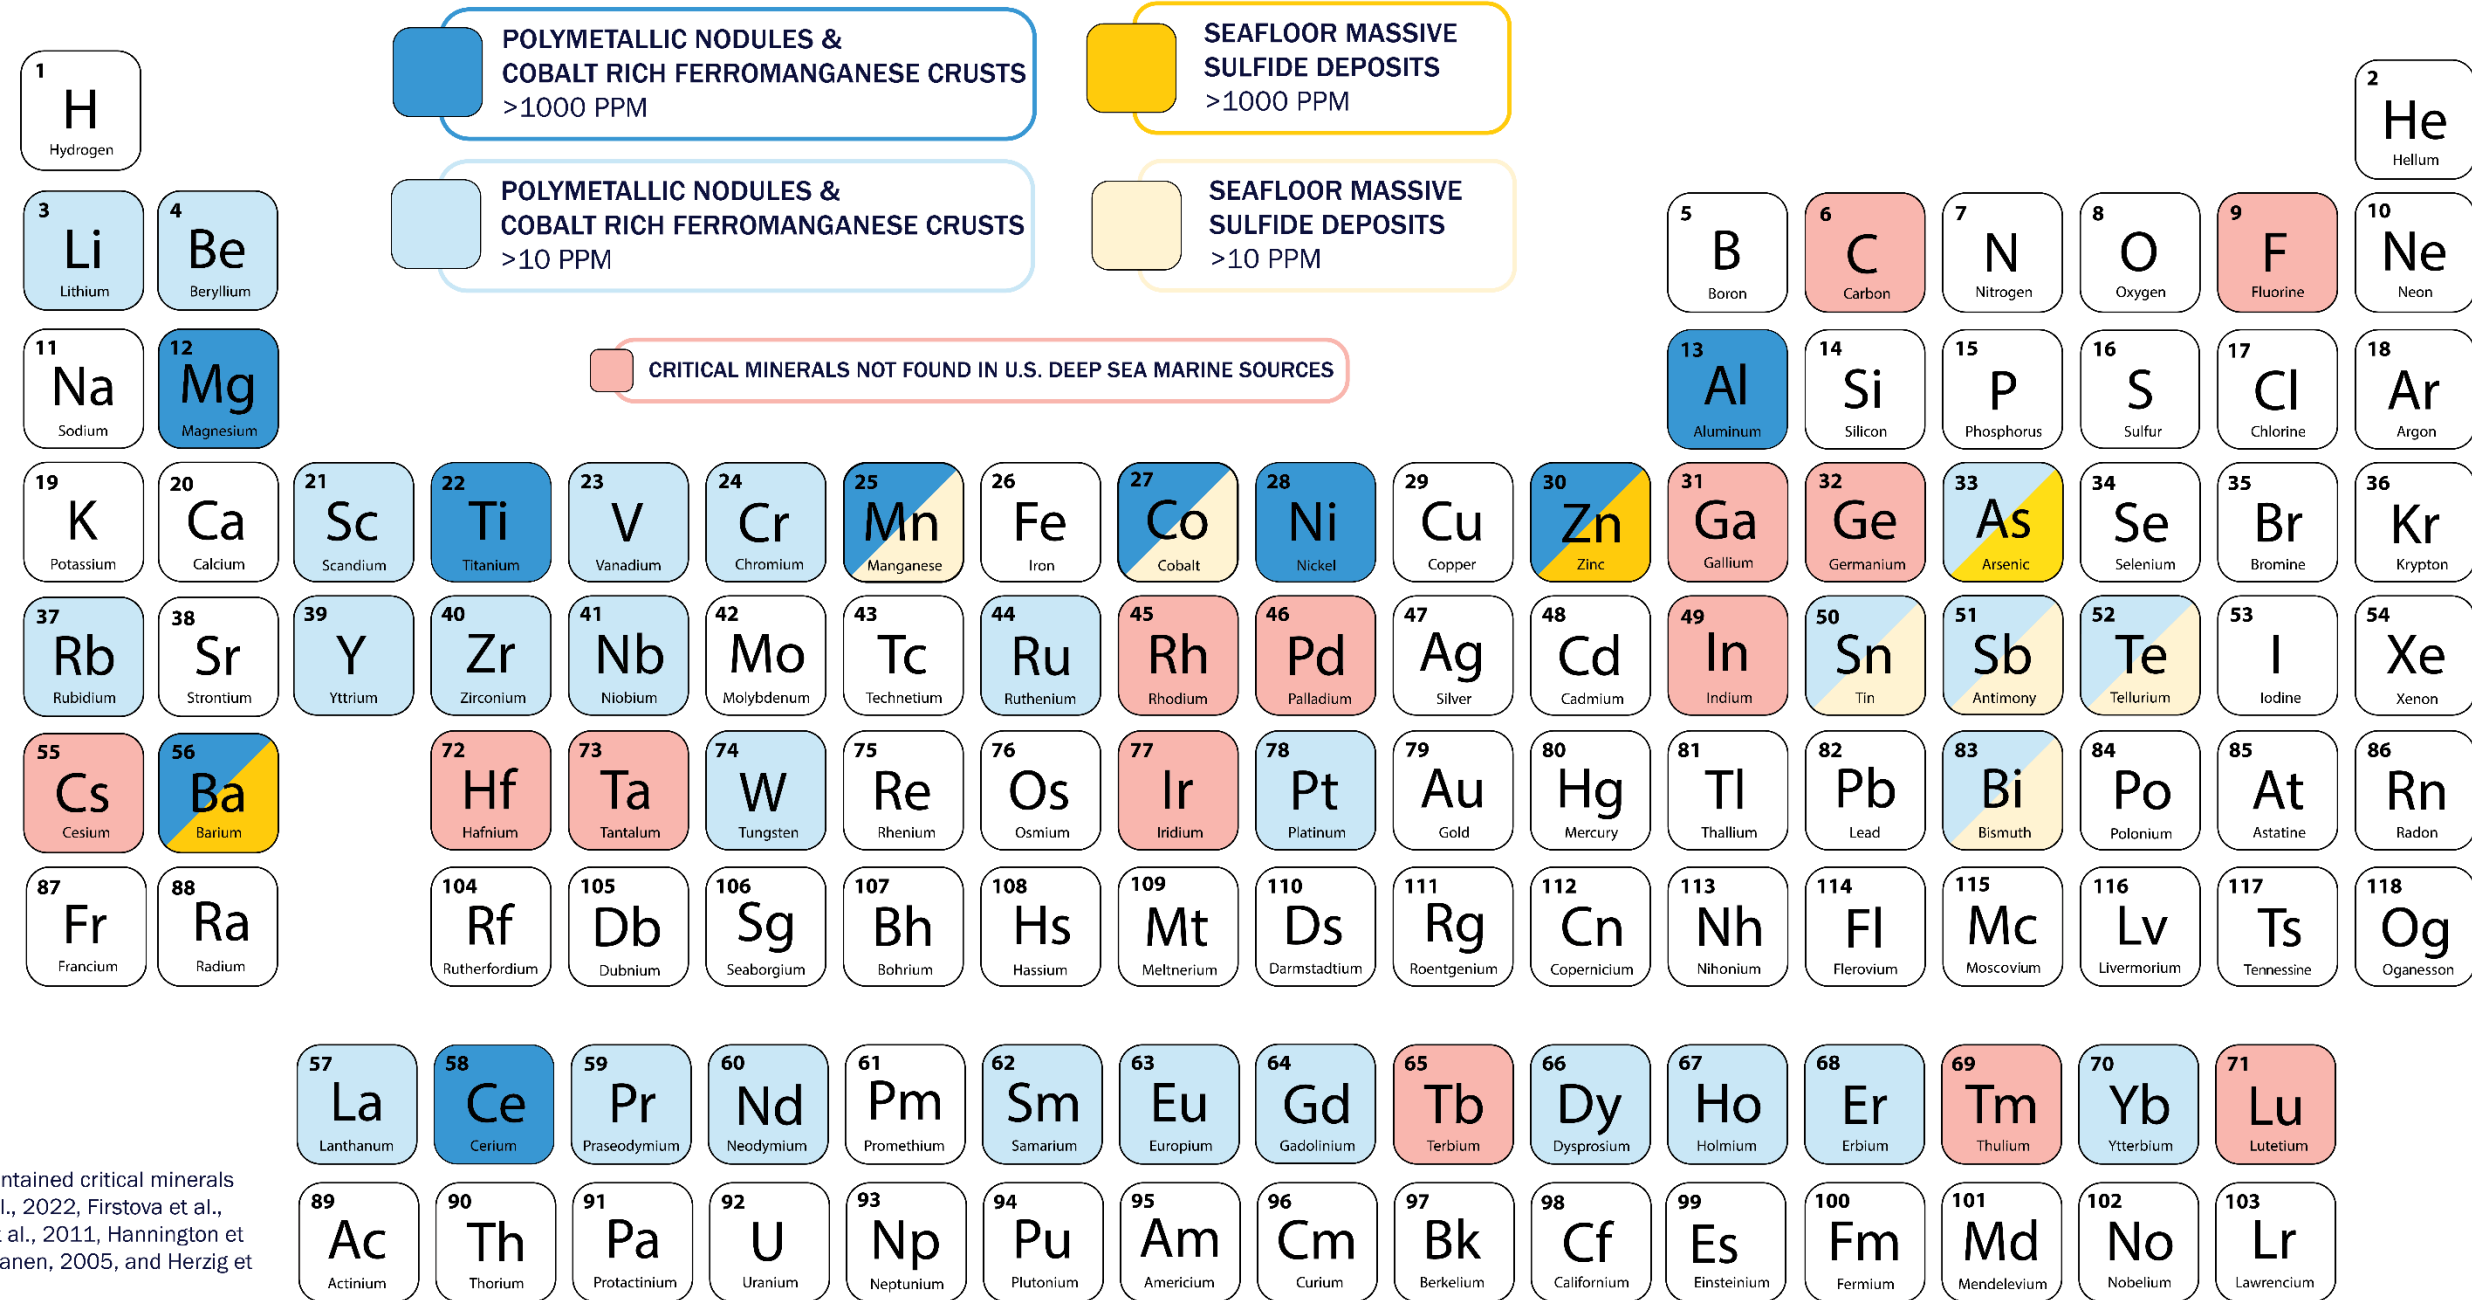 POLYMETALLIC NODULES &
COBALT RICH FERROMANGANESE CRUSTS
>1000 PPM
SEAFLOOR MASSIVE
SULFIDE DEPOSITS
>1000 PPM
POLYMETALLIC NODULES &
COBALT RICH FERROMANGANESE CRUSTS
>10 PPM
SEAFLOOR MASSIVE
SULFIDE DEPOSITS
>10 PPM
CRITICAL MINERALS NOT FOUND IN U.S. DEEP SEA MARINE SOURCES
1 H Hydrogen
2 He Hellum
3 Li Lithium
4 Be Beryllium
5 B Boron
6 C Carbon
7 N Nitrogen
8 O Oxygen
9 F Fluorine
10 Ne Neon
11 Na Sodium
12 Mg Magnesium
13 Al Aluminum
14 Si Silicon
15 P Phosphorus
16 S Sulfur
17 Cl Chlorine
18 Ar Argon
19 K Potassium
20 Ca Calcium
21 Sc Scandium
22 Ti Titanium
23 V Vanadium
24 Cr Chromium
25 Mn Manganese
26 Fe Iron
27 Co Cobalt
28 Ni Nickel
29 Cu Copper
30 Zn Zinc
31 Ga Gallium
32 Ge Germanium
33 As Arsenic
34 Se Selenium
35 Br Bromine
36 Kr Krypton
37 Rb Rubidium
38 Sr Strontium
39 Y Yttrium
40 Zr Zirconium
41 Nb Niobium
42 Mo Molybdenum
43 Tc Technetium
44 Ru Ruthenium
45 Rh Rhodium
46 Pd Palladium
47 Ag Silver
48 Cd Cadmium
49 In Indium
50 Sn Tin
51 Sb Antimony
52 Te Tellurium
53 I Iodine
54 Xe Xenon
55 Cs Cesium
56 Ba Barium
72 Hf Hafnium
73 Ta Tantalum
74 W Tungsten
75 Re Rhenium
76 Os Osmium
77 Ir Iridium
78 Pt Platinum
79 Au Gold
80 Hg Mercury
81 Tl Thallium
82 Pb Lead
83 Bi Bismuth
84 Po Polonium
85 At Astatine
86 Rn Radon
87 Fr Francium
88 Ra Radium
104 Rf Rutherfordium
105 Db Dubnium
106 Sg Seaborgium
107 Bh Bohrium
108 Hs Hassium
109 Mt Meltnerium
110 Ds Darmstadtium
111 Rg Roentgenium
112 Cn Copernicium
113 Nh Nihonium
114 Fl Flerovium
115 Mc Moscovium
116 Lv Livermorium
117 Ts Tennessine
118 Og Oganesson
57 La Lanthanum
58 Ce Cerium
59 Pr Praseodymium
60 Nd Neodymium
61 Pm Promethium
62 Sm Samarium
63 Eu Europium
64 Gd Gadolinium
65 Tb Terbium
66 Dy Dysprosium
67 Ho Holmium
68 Er Erbium
69 Tm Thulium
70 Yb Ytterbium
71 Lu Lutetium
89 Ac Actinium
90 Th Thorium
91 Pa Protactinium
92 U Uranium
93 Np Neptunium
94 Pu Plutonium
95 Am Americium
96 Cm Curium
97 Bk Berkelium
98 Cf Californium
99 Es Einsteinium
100 Fm Fermium
101 Md Mendelevium
102 No Nobelium
103 Lr Lawrencium
ntained critical minerals
l., 2022, Firstova et al.,
al., 2011, Hannington et
anen, 2005, and Herzig et